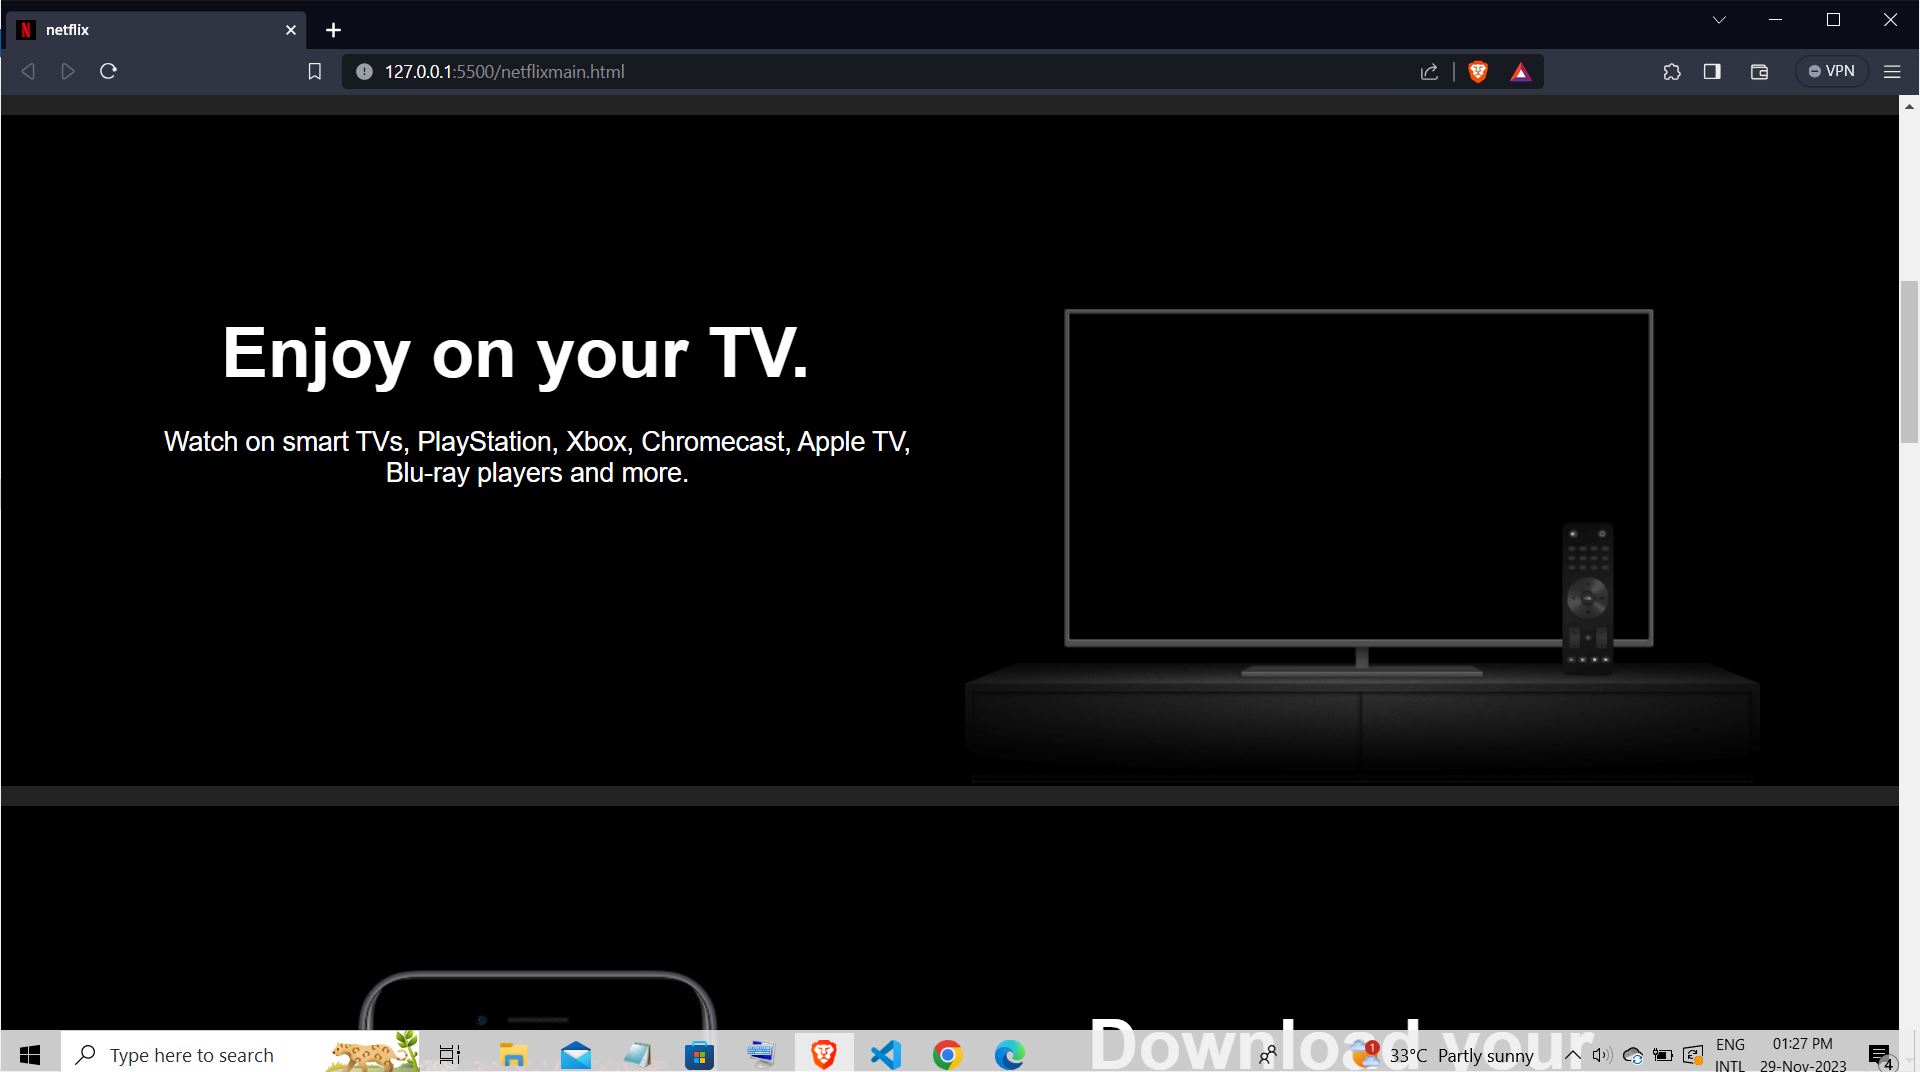 netflix
127.0.0.1:5500/netflixmain.html
VPN
Enjoy on your TV.
Watch on smart TVs, PlayStation, Xbox, Chromecast, Apple TV,
Blu-ray players and more.
Download your
Type here to search
1
33°C Partly sunny
ENG
INTL
01:27 PM
29-Nov-2023
4